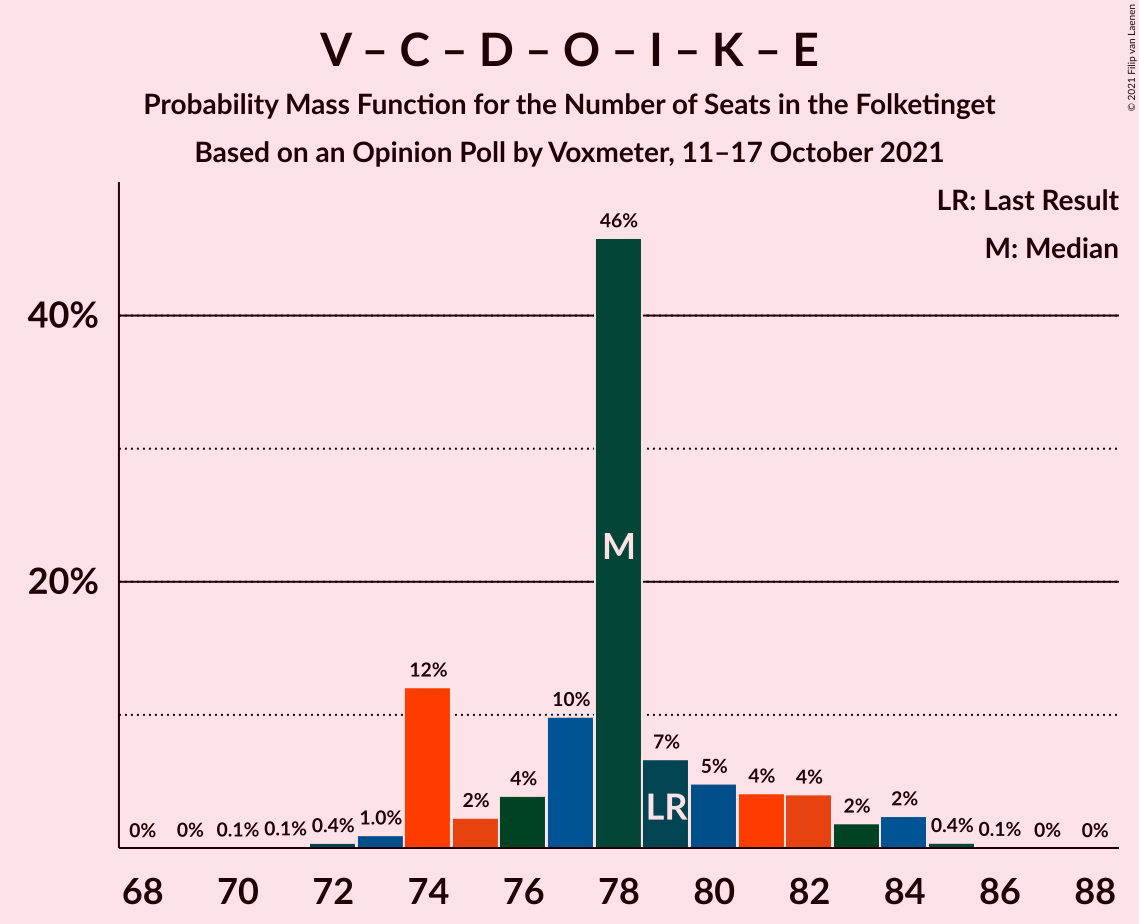 V – C – D – O – I – K – E
Probability Mass Function for the Number of Seats in the Folketinget
Based on an Opinion Poll by Voxmeter, 11–17 October 2021
© 2021 Filip van Laenen
LR: Last Result
M: Median
40%
20%
0% 0% 0.1% 0.1% 0.4% 1.0% 12% 2% 4% 10% 46% 7% 5% 4% 4% 2% 2% 0.4% 0.1% 0% 0%
M
LR
68 70 72 74 76 78 80 82 84 86 88